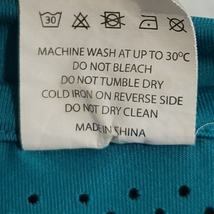 30
MACHINE WASH AT UP TO 30ºC
DO NOT BLEACH
DO NOT TUMBLE DRY
COLD IRON ON REVERSE SIDE
DO NOT DRY CLEAN
MADE IN CHINA